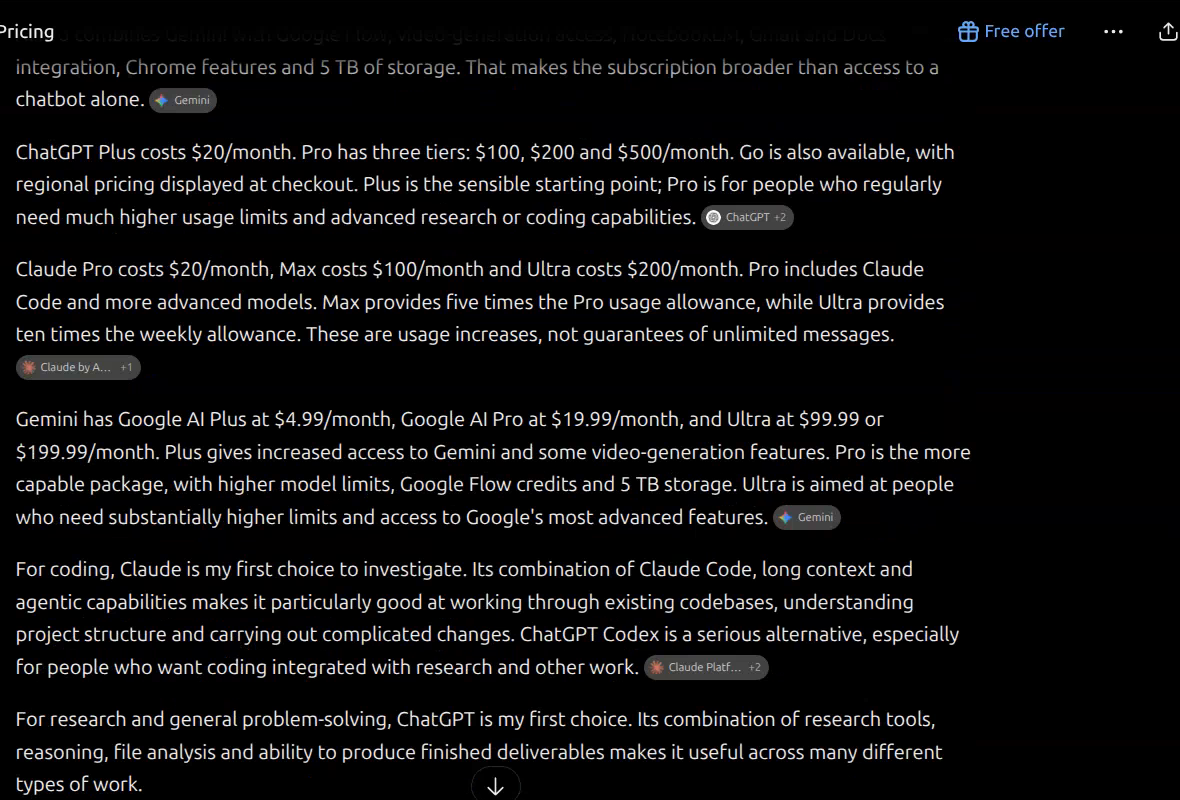 Pricing
Free offer
combines Gemini with Google Flow, video-generation access, NotebookLM, Gmail and Docs
integration, Chrome features and 5 TB of storage. That makes the subscription broader than access to a
chatbot alone. Gemini
ChatGPT Plus costs $20/month. Pro has three tiers: $100, $200 and $500/month. Go is also available, with
regional pricing displayed at checkout. Plus is the sensible starting point; Pro is for people who regularly
need much higher usage limits and advanced research or coding capabilities. ChatGPT +2
Claude Pro costs $20/month, Max costs $100/month and Ultra costs $200/month. Pro includes Claude
Code and more advanced models. Max provides five times the Pro usage allowance, while Ultra provides
ten times the weekly allowance. These are usage increases, not guarantees of unlimited messages.
Claude by A... +1
Gemini has Google AI Plus at $4.99/month, Google AI Pro at $19.99/month, and Ultra at $99.99 or
$199.99/month. Plus gives increased access to Gemini and some video-generation features. Pro is the more
capable package, with higher model limits, Google Flow credits and 5 TB storage. Ultra is aimed at people
who need substantially higher limits and access to Google's most advanced features. Gemini
For coding, Claude is my first choice to investigate. Its combination of Claude Code, long context and
agentic capabilities makes it particularly good at working through existing codebases, understanding
project structure and carrying out complicated changes. ChatGPT Codex is a serious alternative, especially
for people who want coding integrated with research and other work. Claude Platf... +2
For research and general problem-solving, ChatGPT is my first choice. Its combination of research tools,
reasoning, file analysis and ability to produce finished deliverables makes it useful across many different
types of work.